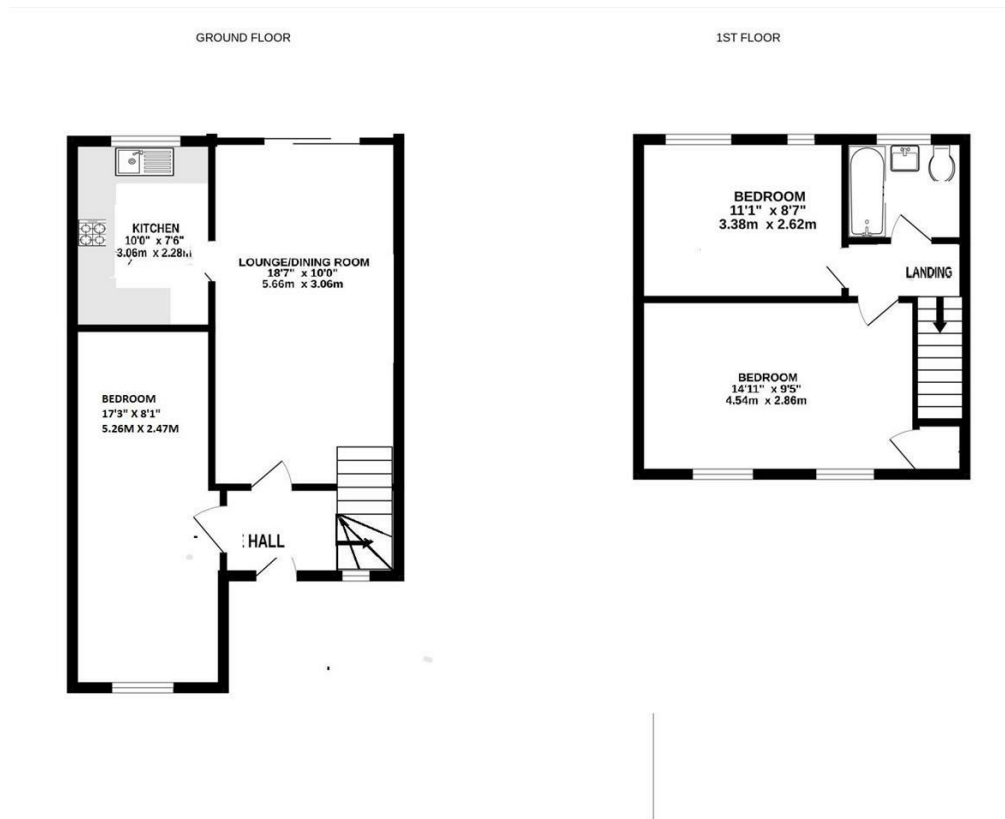 GROUND FLOOR
1ST FLOOR
KITCHEN
10'0" x 7'6"
3.06m x 2.28m
LOUNGE/DINING ROOM
18'7" x 10'0"
5.66m x 3.06m
BEDROOM
17'3" X 8'1"
5.26M X 2.47M
HALL
BEDROOM
11'1" x 8'7"
3.38m x 2.62m
LANDING
BEDROOM
14'11" x 9'5"
4.54m x 2.86m